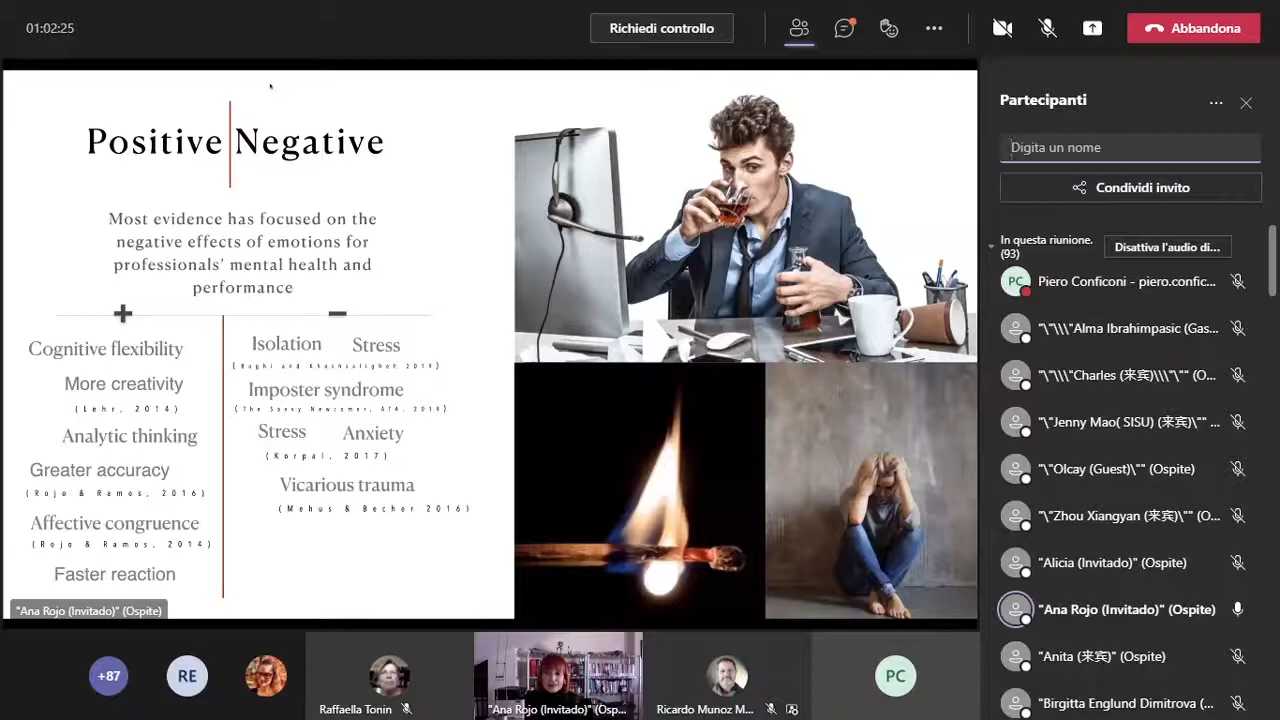 01:02:25
Richiedi controllo
Abbandona
Positive Negative
Most evidence has focused on the
negative effects of emotions for
professionals' mental health and
performance
Cognitive flexibility
More creativity
(Lehr, 2014)
Analytic thinking
Greater accuracy
(Rojo & Ramos, 2016)
Affective congruence
(Rojo & Ramos, 2014)
Faster reaction
Isolation Stress
Imposter syndrome
(The Savvy Newcomer, ATA, 2019)
Stress Anxiety
(Korpal, 2017)
Vicarious trauma
(Mehus & Becher 2016)
"Ana Rojo (Invitado)" (Ospite)
+87
RE
Raffaella Tonin
"Ana Rojo (Invitado)" (Osp...
Ricardo Munoz M...
PC
Partecipanti
Digita un nome
Condividi invito
In questa riunione.
(93)
Disattiva l'audio di...
PC
Piero Conficoni - piero.confic...
"\"\\\"Alma Ibrahimpasic (Gas...
"\"\\\"Charles (来宾)\\\"\"" (O...
"\"Jenny Mao( SISU) (来宾)\"" ...
"\"Olcay (Guest)\"" (Ospite)
"\"Zhou Xiangyan (来宾)\"" (O...
"Alicia (Invitado)" (Ospite)
"Ana Rojo (Invitado)" (Ospite)
"Anita (来宾)" (Ospite)
"Birgitta Englund Dimitrova (...